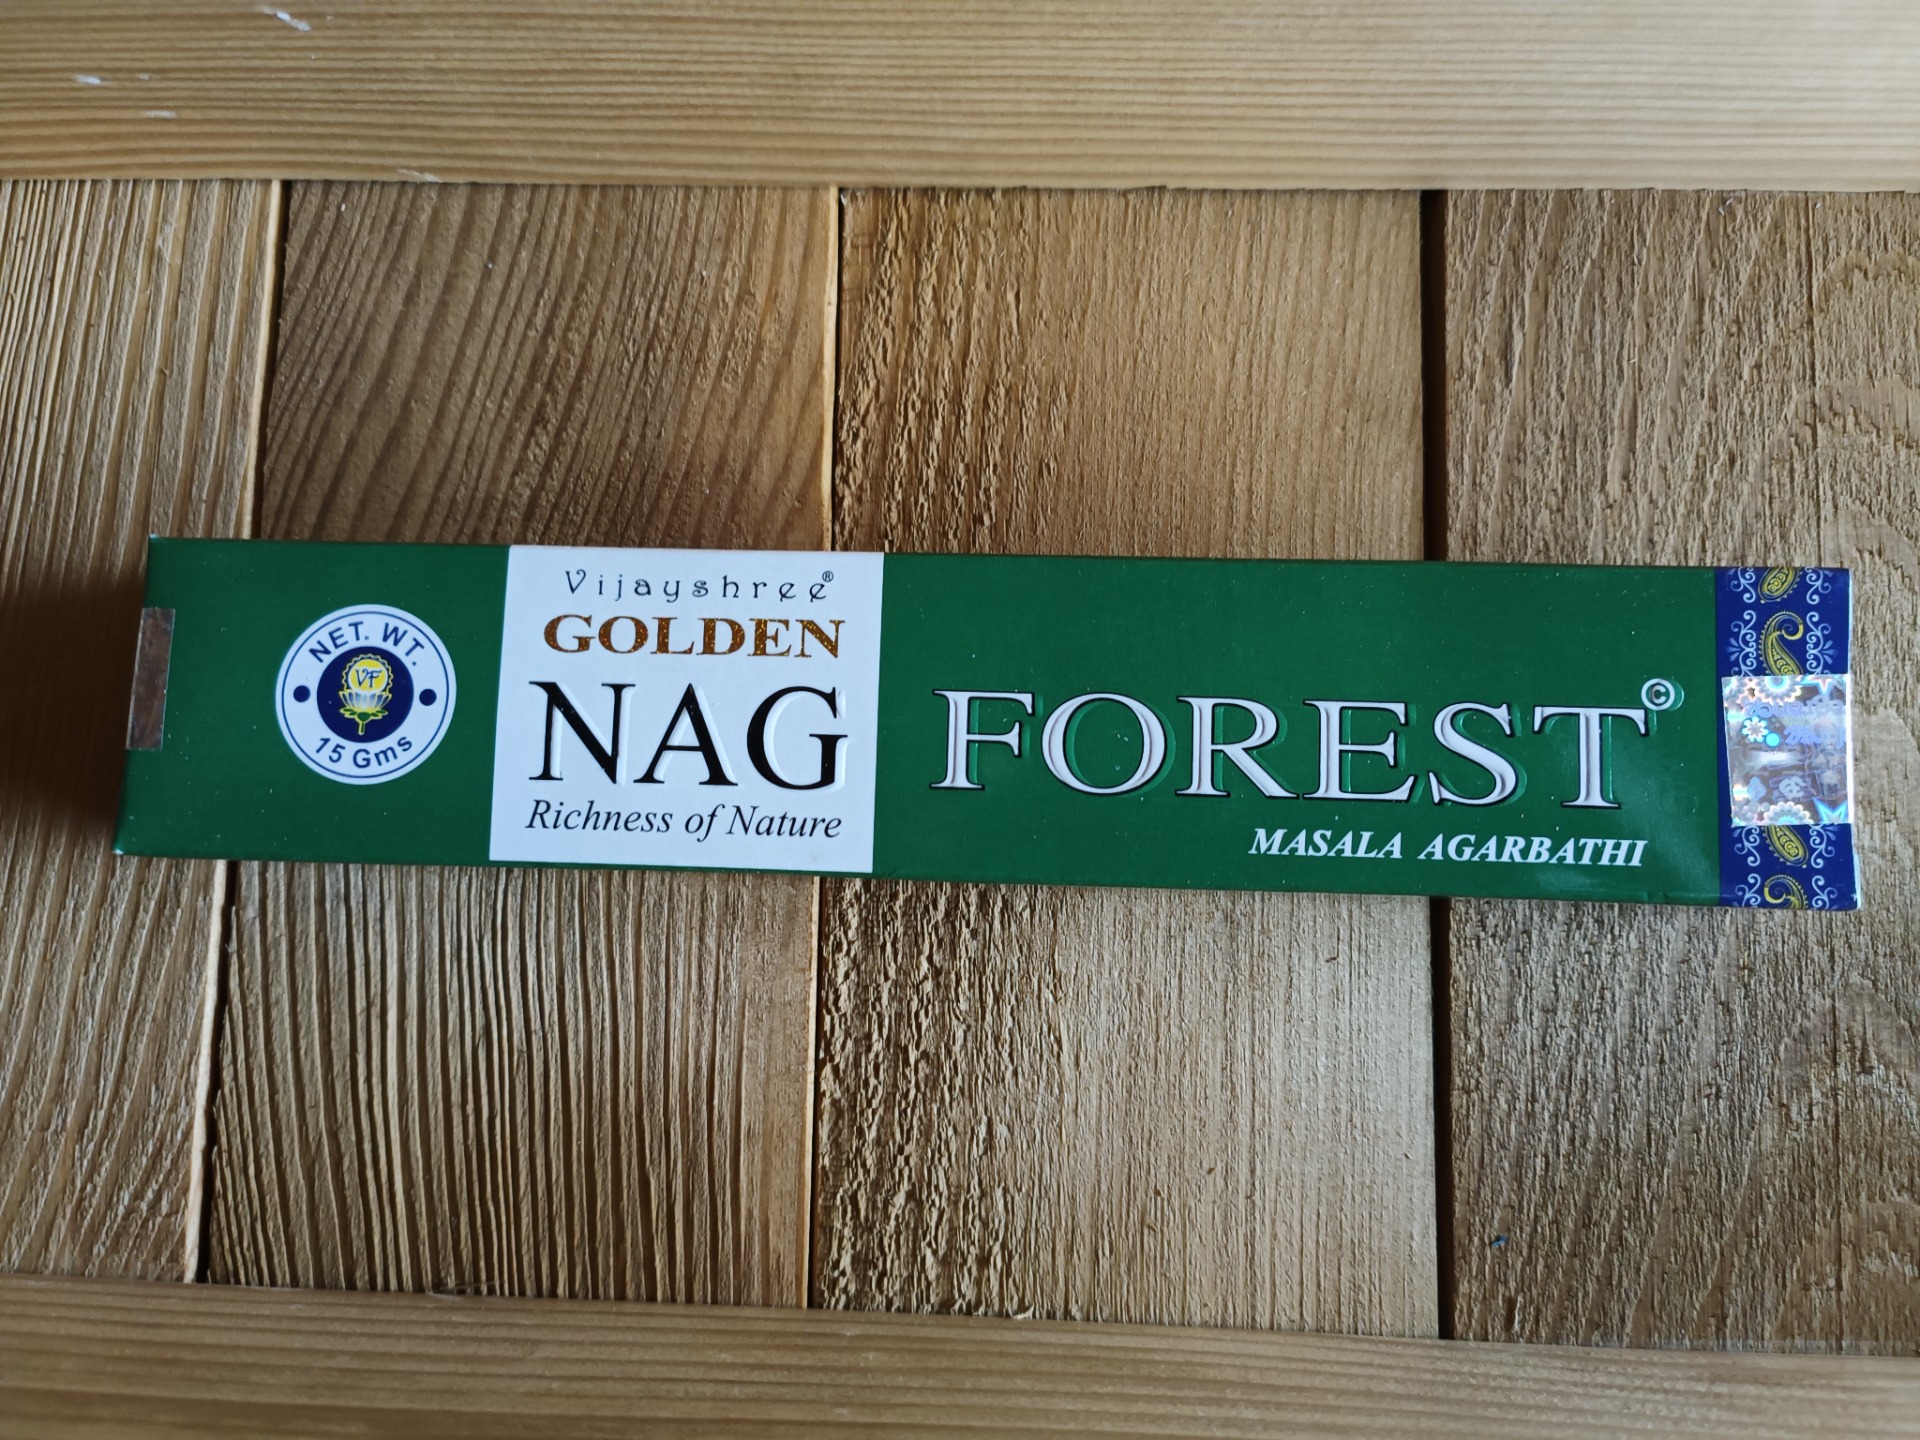 NET. WT.
VF
15 Gms
Vijayshree®
GOLDEN
NAG
Richness of Nature
FOREST©
MASALA AGARBATHI